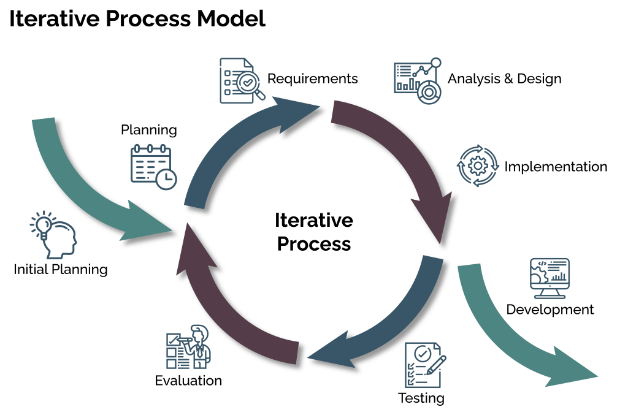 Iterative Process Model
Requirements
Analysis & Design
Planning
Implementation
Iterative
Process
Initial Planning
Development
Evaluation
Testing